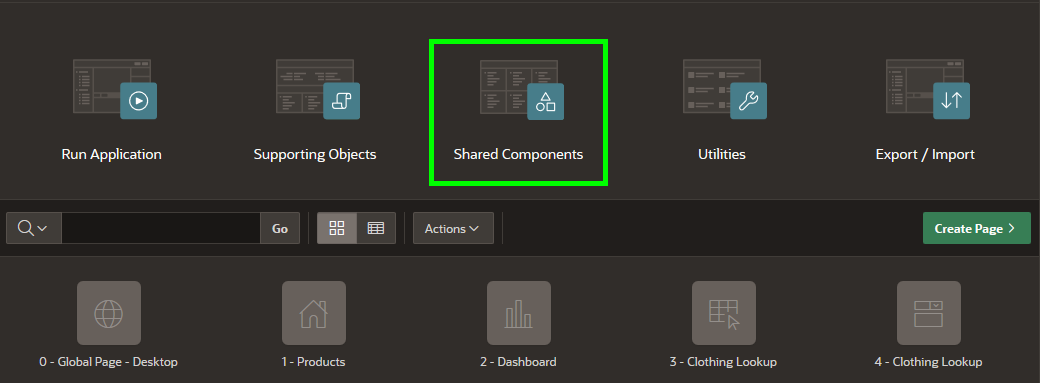 Run Application
Supporting Objects
Shared Components
Utilities
Export / Import
Go
Actions
Create Page
0 - Global Page - Desktop
1 - Products
2 - Dashboard
3 - Clothing Lookup
4 - Clothing Lookup